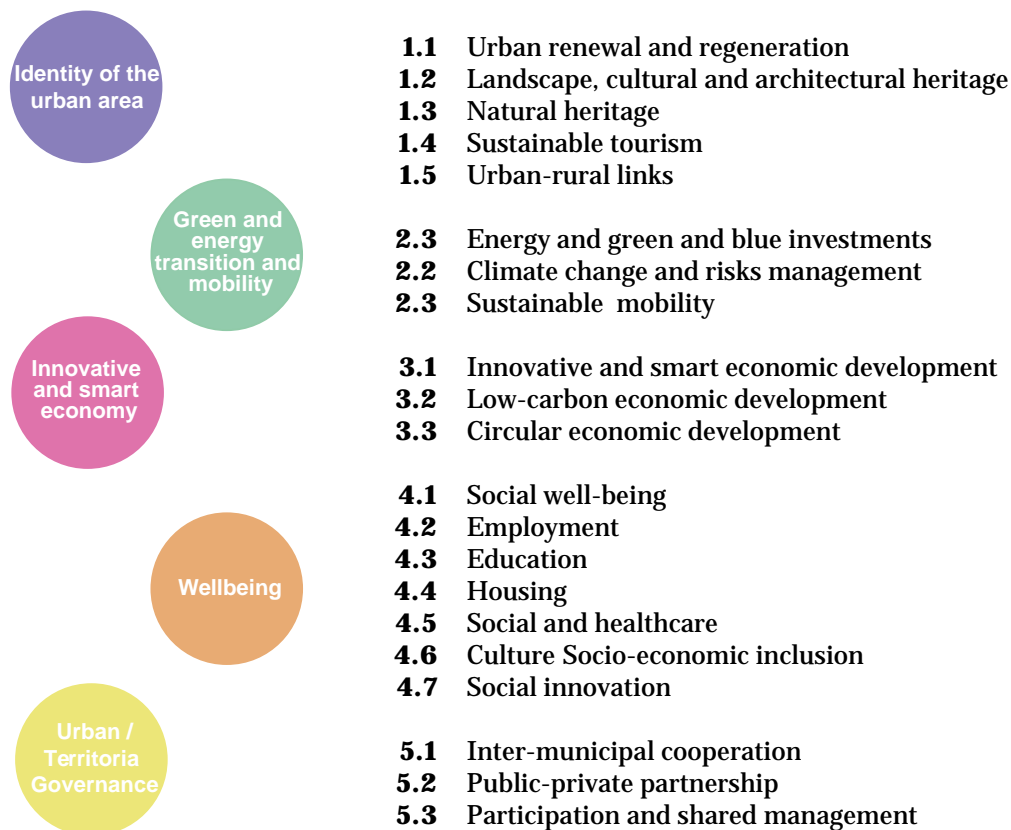 Identity of the
urban area
1.1 Urban renewal and regeneration
1.2 Landscape, cultural and architectural heritage
1.3 Natural heritage
1.4 Sustainable tourism
1.5 Urban-rural links
Green and
energy
transition and
mobility
2.3 Energy and green and blue investments
2.2 Climate change and risks management
2.3 Sustainable mobility
Innovative
and smart
economy
3.1 Innovative and smart economic development
3.2 Low-carbon economic development
3.3 Circular economic development
Wellbeing
4.1 Social well-being
4.2 Employment
4.3 Education
4.4 Housing
4.5 Social and healthcare
4.6 Culture Socio-economic inclusion
4.7 Social innovation
Urban /
Territoria
Governance
5.1 Inter-municipal cooperation
5.2 Public-private partnership
5.3 Participation and shared management